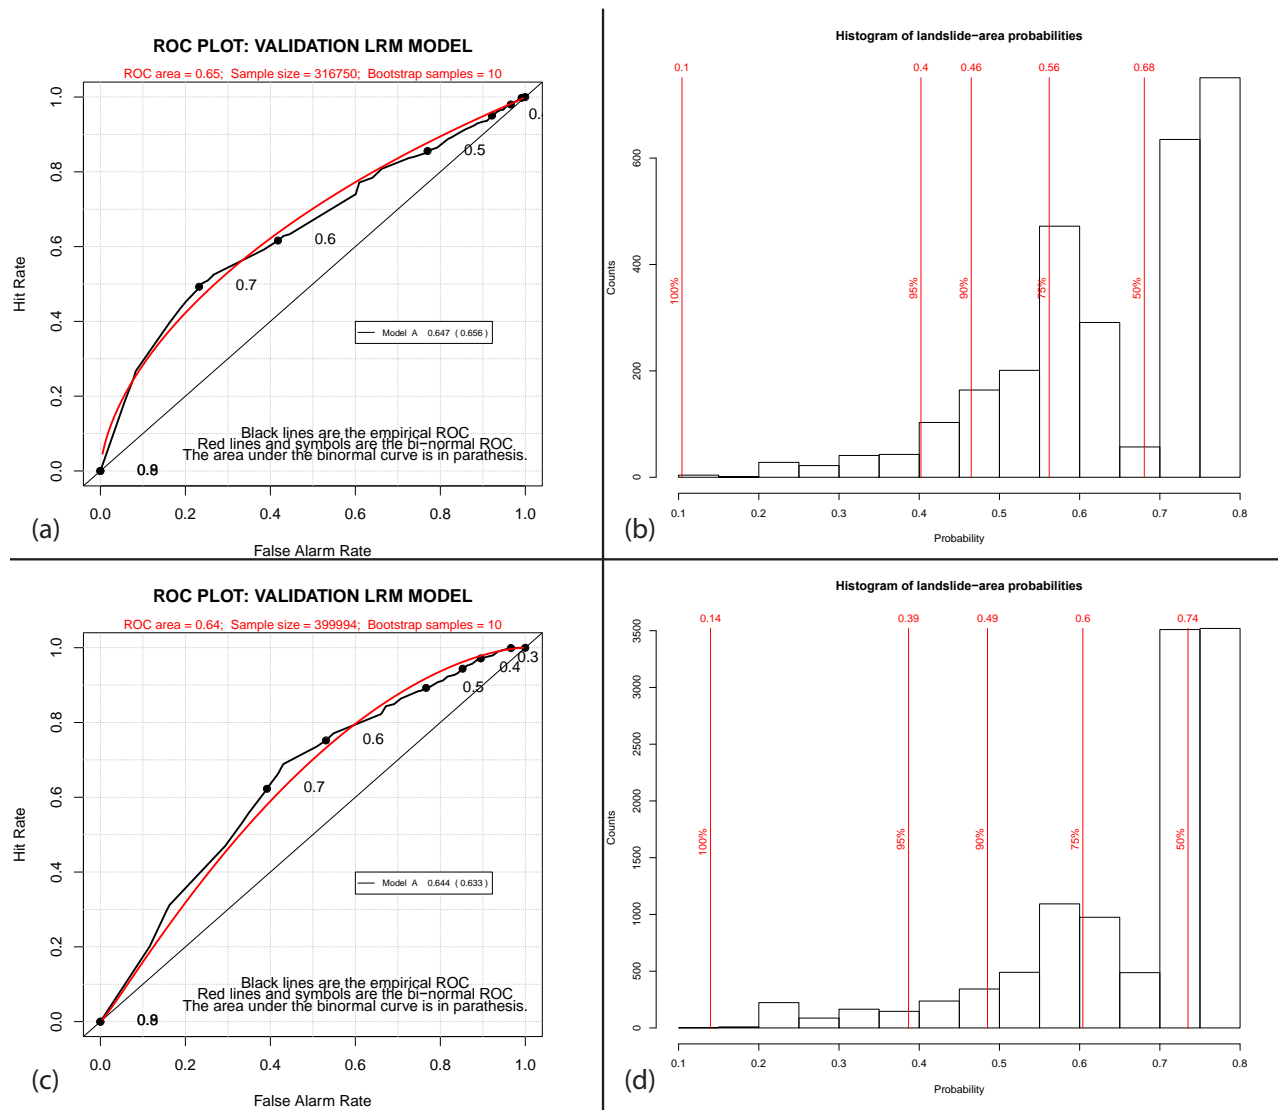 ROC PLOT: VALIDATION LRM MODEL
ROC area = 0.65; Sample size = 316750; Bootstrap samples = 10
Hit Rate
1.0
0.8
0.6
0.4
0.2
0.0
0.5
0.6
0.7
Model A 0.647 (0.656)
Black lines are the empirical ROC
Red lines and symbols are the bi−normal ROC
The area under the binormal curve is in parathesis.
0.0 0.2 0.4 0.6 0.8 1.0
False Alarm Rate
(a)
Histogram of landslide−area probabilities
0.1 0.4 0.46 0.56 0.68
100% 95% 90% 75% 50%
Counts
600
400
200
0
0.1 0.2 0.3 0.4 0.5 0.6 0.7 0.8
Probability
(b)
ROC PLOT: VALIDATION LRM MODEL
ROC area = 0.64; Sample size = 399994; Bootstrap samples = 10
Hit Rate
1.0
0.8
0.6
0.4
0.2
0.0
0.3
0.4
0.5
0.6
0.7
Model A 0.644 (0.633)
Black lines are the empirical ROC
Red lines and symbols are the bi−normal ROC
The area under the binormal curve is in parathesis.
0.0 0.2 0.4 0.6 0.8 1.0
False Alarm Rate
(c)
Histogram of landslide−area probabilities
0.14 0.39 0.49 0.6 0.74
100% 95% 90% 75% 50%
Counts
3500
3000
2500
2000
1500
1000
500
0
0.1 0.2 0.3 0.4 0.5 0.6 0.7 0.8
Probability
(d)